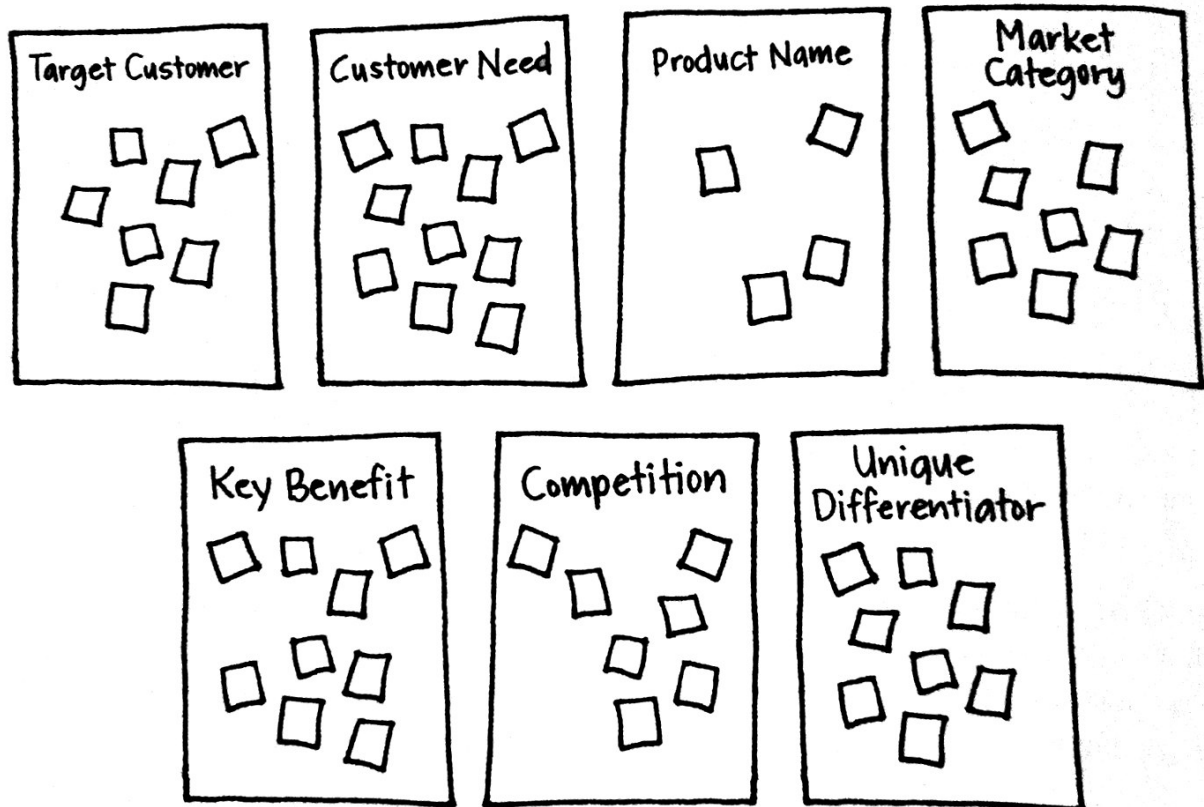 Target Customer
Customer Need
Product Name
Market
Category
Key Benefit
Competition
Unique
Differentiator